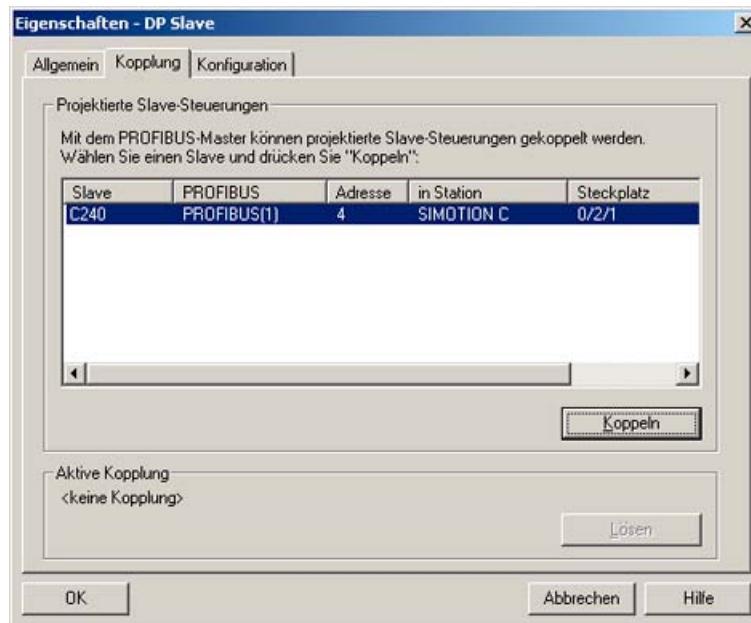 Eigenschaften - DP Slave
Allgemein Kopplung Konfiguration
Projektierte Slave-Steuerungen
Mit dem PROFIBUS-Master können projektierte Slave-Steuerungen gekoppelt werden.
Wählen Sie einen Slave und drücken Sie "Koppeln":
Slave PROFIBUS Adresse in Station Steckplatz
C240 PROFIBUS(1) 4 SIMOTION C 0/2/1
Koppeln
Aktive Kopplung
<keine Kopplung>
Lösen
OK Abbrechen Hilfe